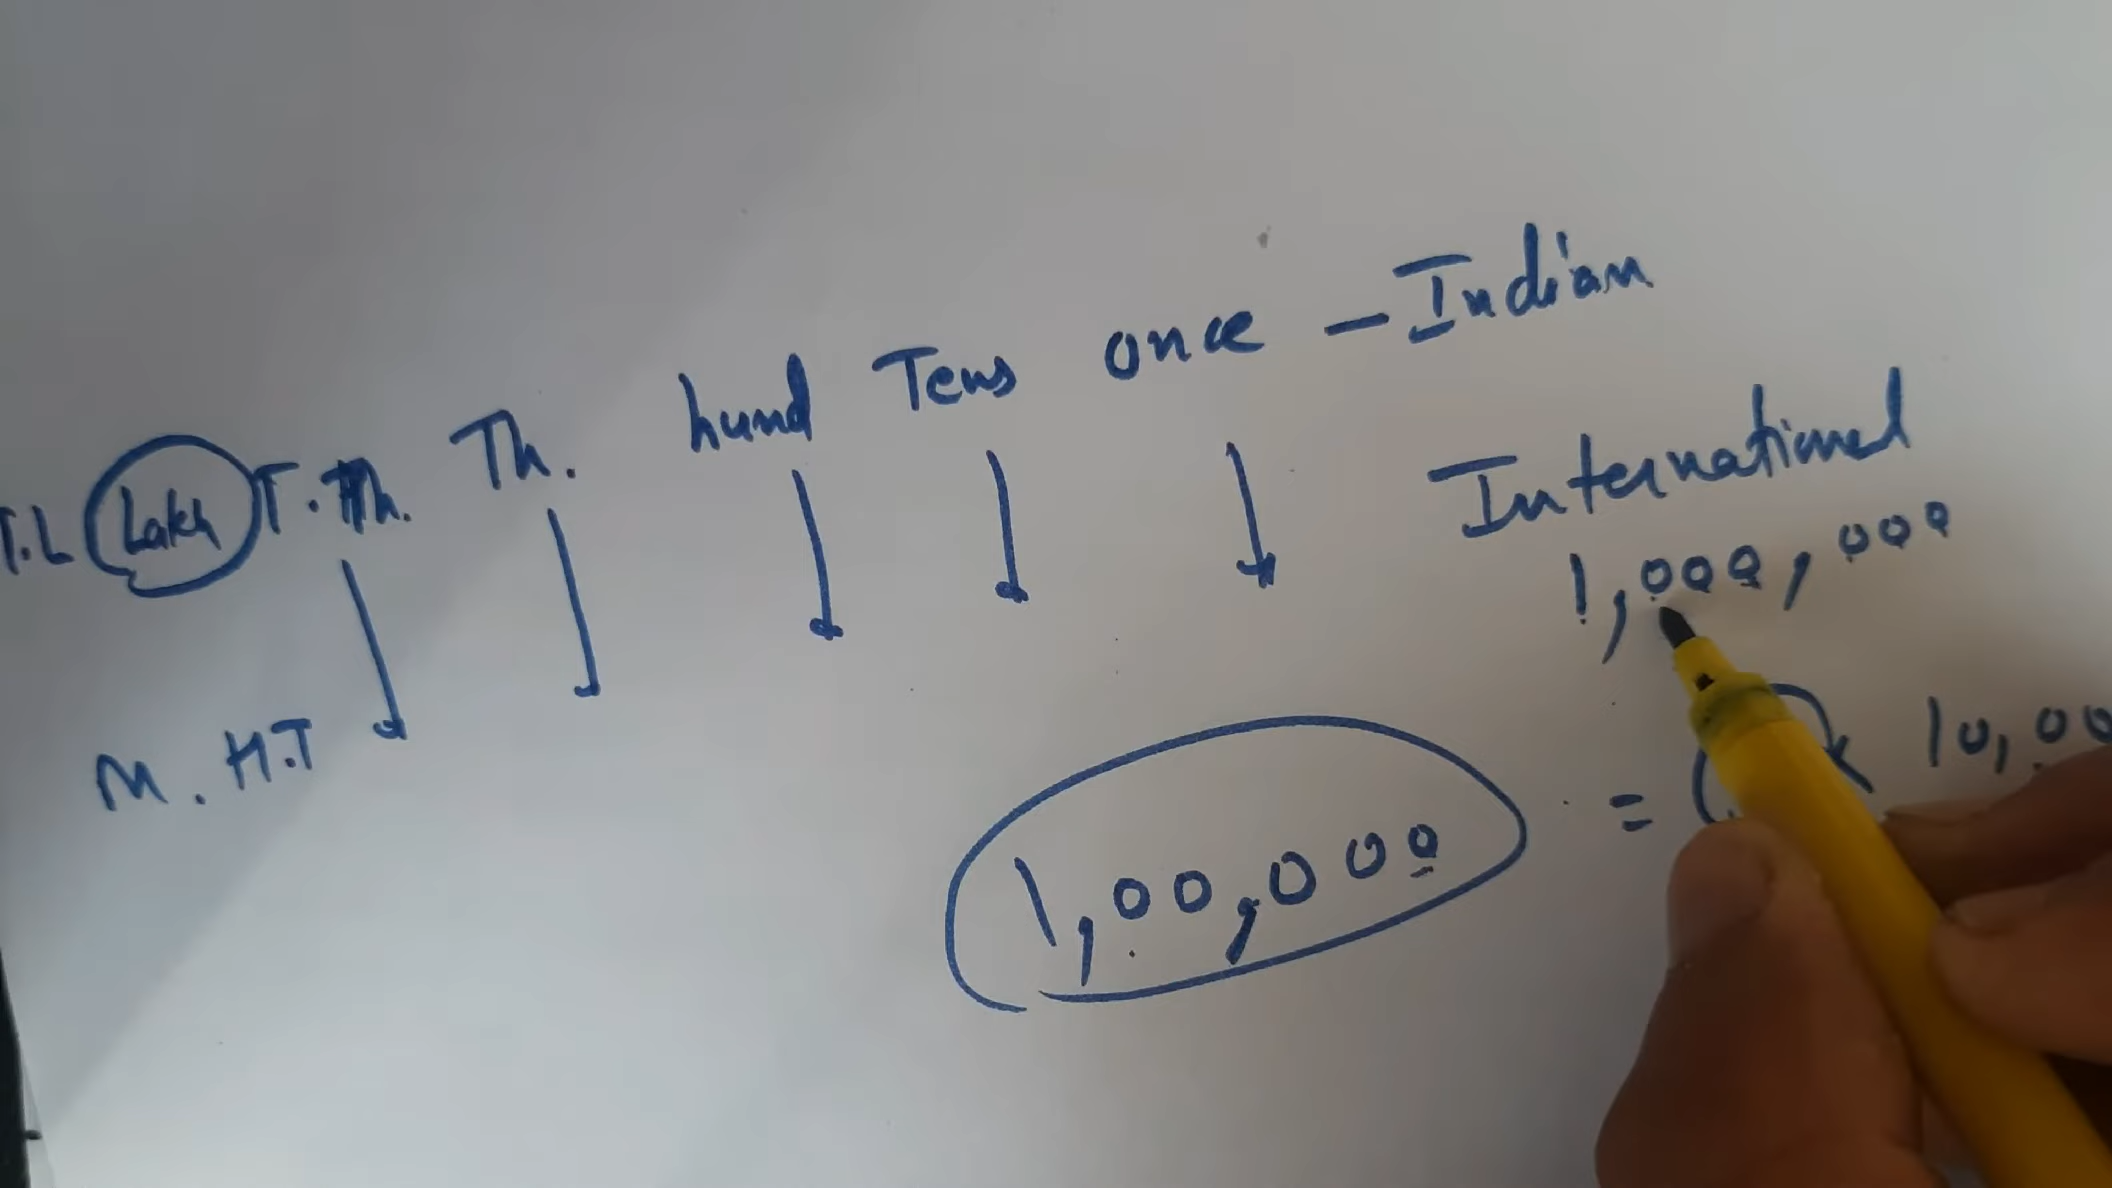 T.L Lakh T.Th. Th. hund Tens once – Indian
International
1,000,000
M. H.T
= 10,00
1,00,000